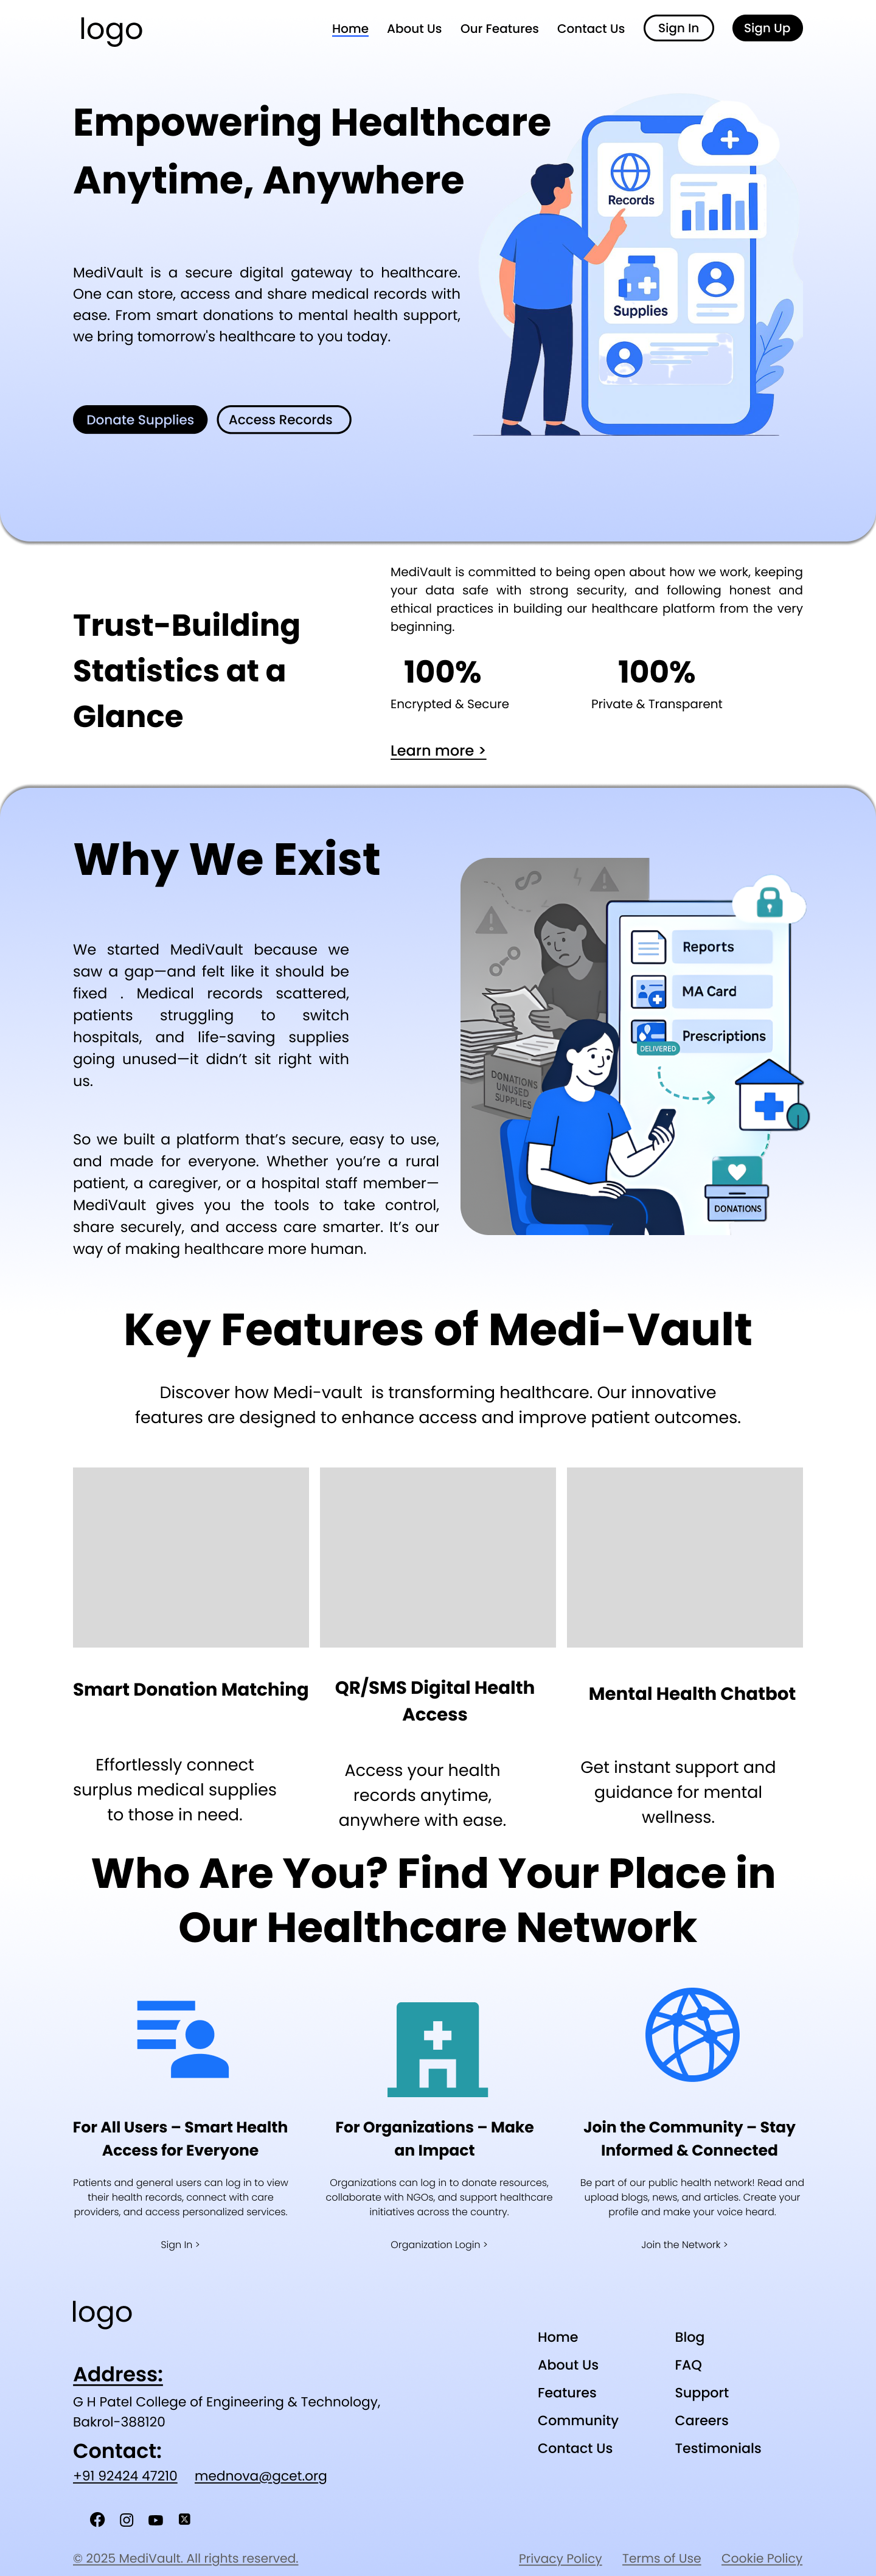 logo
Home About Us Our Features Contact Us Sign In Sign Up
Empowering Healthcare
Anytime, Anywhere
MediVault is a secure digital gateway to healthcare.
One can store, access and share medical records with
ease. From smart donations to mental health support,
we bring tomorrow's healthcare to you today.
Donate Supplies Access Records
Records
Supplies
Trust-Building
Statistics at a
Glance
MediVault is committed to being open about how we work, keeping
your data safe with strong security, and following honest and
ethical practices in building our healthcare platform from the very
beginning.
100% 100%
Encrypted & Secure Private & Transparent
Learn more >
Why We Exist
We started MediVault because we
saw a gap—and felt like it should be
fixed . Medical records scattered,
patients struggling to switch
hospitals, and life-saving supplies
going unused—it didn’t sit right with
us.
So we built a platform that’s secure, easy to use,
and made for everyone. Whether you’re a rural
patient, a caregiver, or a hospital staff member—
MediVault gives you the tools to take control,
share securely, and access care smarter. It’s our
way of making healthcare more human.
Reports
MA Card
Prescriptions
DELIVERED
DONATIONS
UNUSED
SUPPLIES
DONATIONS
Key Features of Medi-Vault
Discover how Medi-vault is transforming healthcare. Our innovative
features are designed to enhance access and improve patient outcomes.
Smart Donation Matching
Effortlessly connect
surplus medical supplies
to those in need.
QR/SMS Digital Health
Access
Access your health
records anytime,
anywhere with ease.
Mental Health Chatbot
Get instant support and
guidance for mental
wellness.
Who Are You? Find Your Place in
Our Healthcare Network
For All Users – Smart Health
Access for Everyone
Patients and general users can log in to view
their health records, connect with care
providers, and access personalized services.
Sign In >
For Organizations – Make
an Impact
Organizations can log in to donate resources,
collaborate with NGOs, and support healthcare
initiatives across the country.
Organization Login >
Join the Community – Stay
Informed & Connected
Be part of our public health network! Read and
upload blogs, news, and articles. Create your
profile and make your voice heard.
Join the Network >
logo
Address:
G H Patel College of Engineering & Technology,
Bakrol-388120
Contact:
+91 92424 47210 mednova@gcet.org
Home
About Us
Features
Community
Contact Us
Blog
FAQ
Support
Careers
Testimonials
© 2025 MediVault. All rights reserved. Privacy Policy Terms of Use Cookie Policy